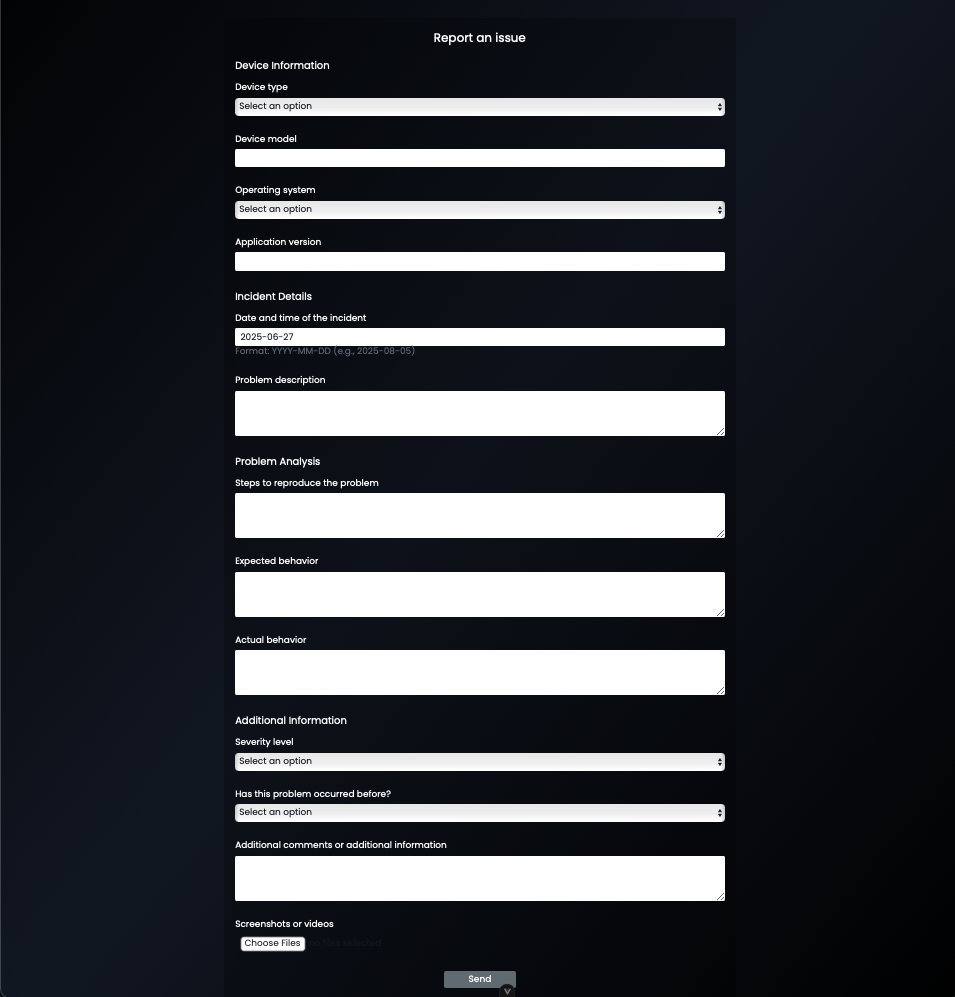 Report an issue
Device Information
Device type
Select an option
Device model
Operating system
Select an option
Application version
Incident Details
Date and time of the incident
2025-06-27
Format: YYYY-MM-DD (e.g., 2025-08-05)
Problem description
Problem Analysis
Steps to reproduce the problem
Expected behavior
Actual behavior
Additional Information
Severity level
Select an option
Has this problem occurred before?
Select an option
Additional comments or additional information
Screenshots or videos
Choose Files no files selected
Send